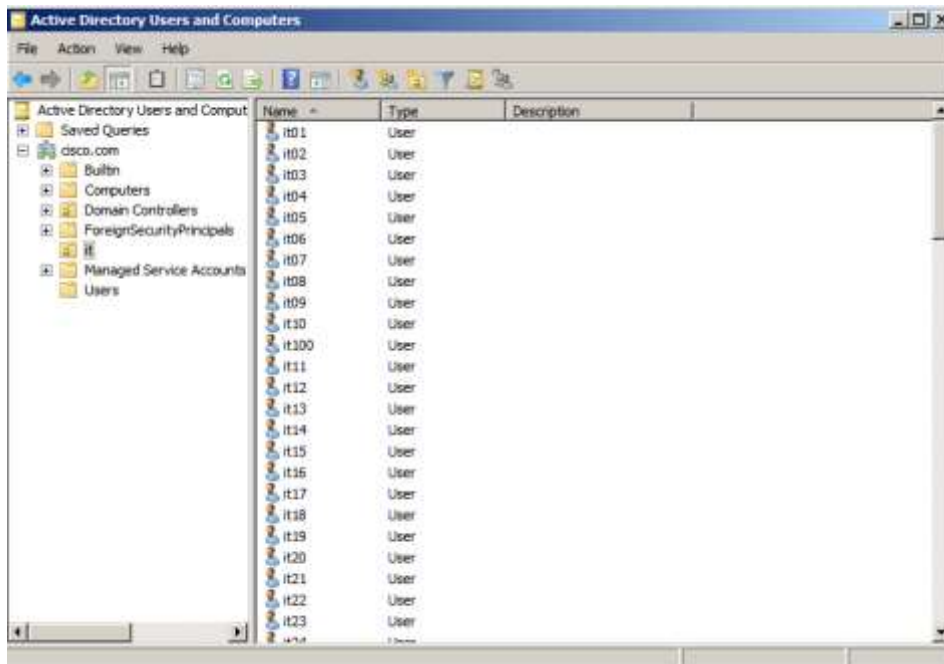 Active Directory Users and Computers
File Action View Help
Active Directory Users and Comput
Saved Queries
cisco.com
Builtin
Computers
Domain Controllers
ForeignSecurityPrincipals
it
Managed Service Accounts
Users
Name Type Description
it01 User
it02 User
it03 User
it04 User
it05 User
it06 User
it07 User
it08 User
it09 User
it10 User
it100 User
it11 User
it12 User
it13 User
it14 User
it15 User
it16 User
it17 User
it18 User
it19 User
it20 User
it21 User
it22 User
it23 User